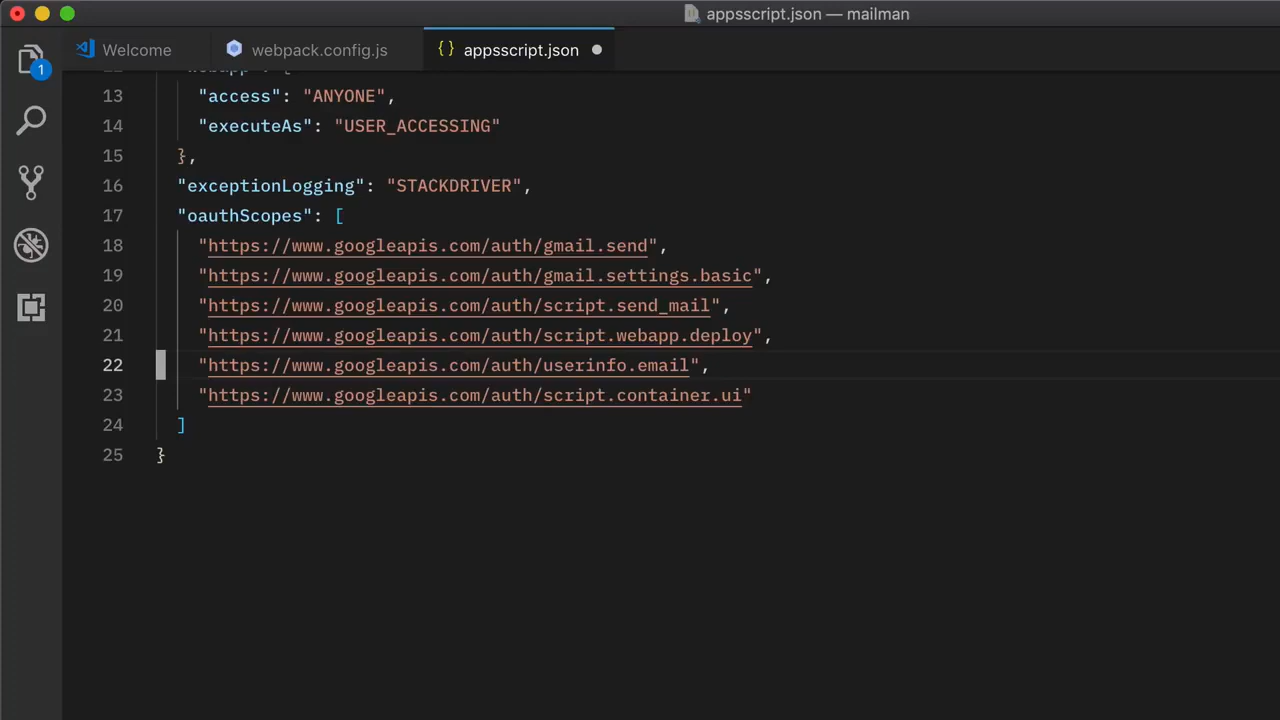 appsscript.json — mailman
Welcome
webpack.config.js
{} appsscript.json
1
13 "access": "ANYONE",
14 "executeAs": "USER_ACCESSING"
15 },
16 "exceptionLogging": "STACKDRIVER",
17 "oauthScopes": [
18 "https://www.googleapis.com/auth/gmail.send",
19 "https://www.googleapis.com/auth/gmail.settings.basic",
20 "https://www.googleapis.com/auth/script.send_mail",
21 "https://www.googleapis.com/auth/script.webapp.deploy",
22 "https://www.googleapis.com/auth/userinfo.email",
23 "https://www.googleapis.com/auth/script.container.ui"
24 ]
25 }